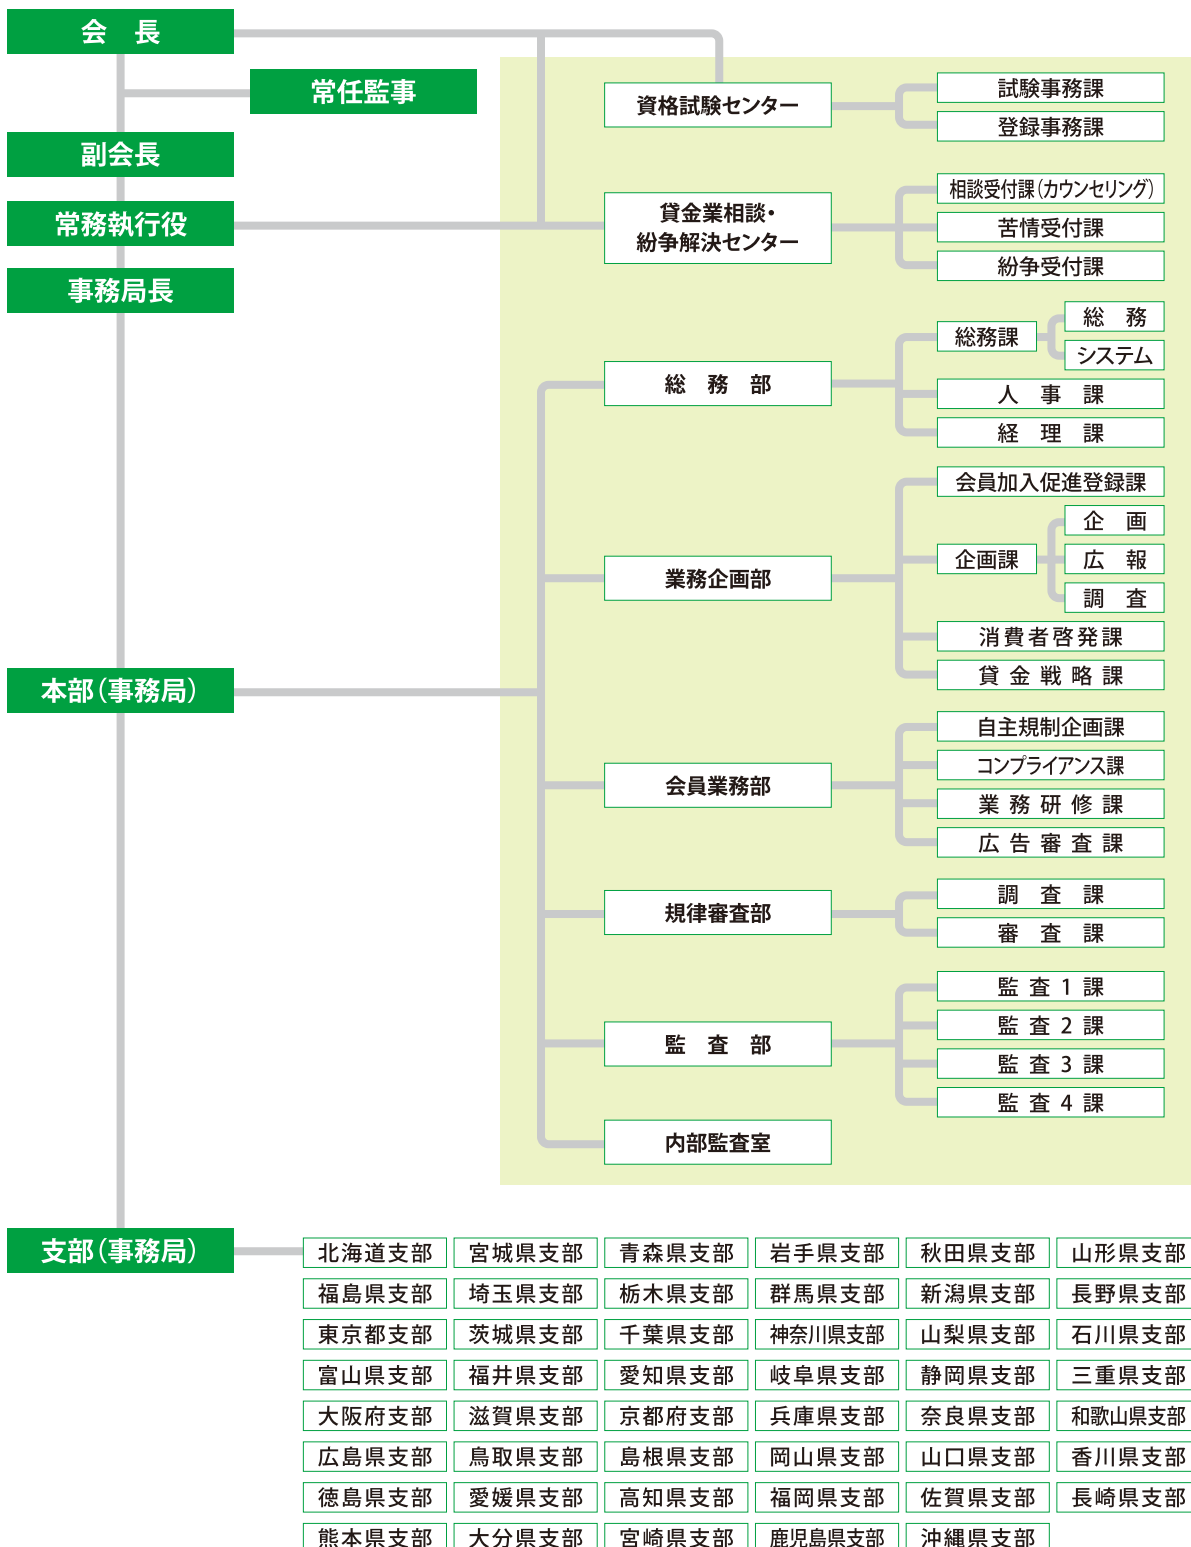 会　長
常任監事
副会長
常務執行役
事務局長
本部（事務局）
支部（事務局）
資格試験センター
試験事務課
登録事務課
貸金業相談・
紛争解決センター
相談受付課（カウンセリング）
苦情受付課
紛争受付課
総　務　部
総務課
総　務
システム
人　事　課
経　理　課
業務企画部
会員加入促進登録課
企画課
企　画
広　報
調　査
消費者啓発課
貸金戦略課
会員業務部
自主規制企画課
コンプライアンス課
業務研修課
広告審査課
規律審査部
調　査　課
審　査　課
監　査　部
監査1課
監査2課
監査3課
監査4課
内部監査室
北海道支部 宮城県支部 青森県支部 岩手県支部 秋田県支部 山形県支部
福島県支部 埼玉県支部 栃木県支部 群馬県支部 新潟県支部 長野県支部
東京都支部 茨城県支部 千葉県支部 神奈川県支部 山梨県支部 石川県支部
富山県支部 福井県支部 愛知県支部 岐阜県支部 静岡県支部 三重県支部
大阪府支部 滋賀県支部 京都府支部 兵庫県支部 奈良県支部 和歌山県支部
広島県支部 鳥取県支部 島根県支部 岡山県支部 山口県支部 香川県支部
徳島県支部 愛媛県支部 高知県支部 福岡県支部 佐賀県支部 長崎県支部
熊本県支部 大分県支部 宮崎県支部 鹿児島県支部 沖縄県支部